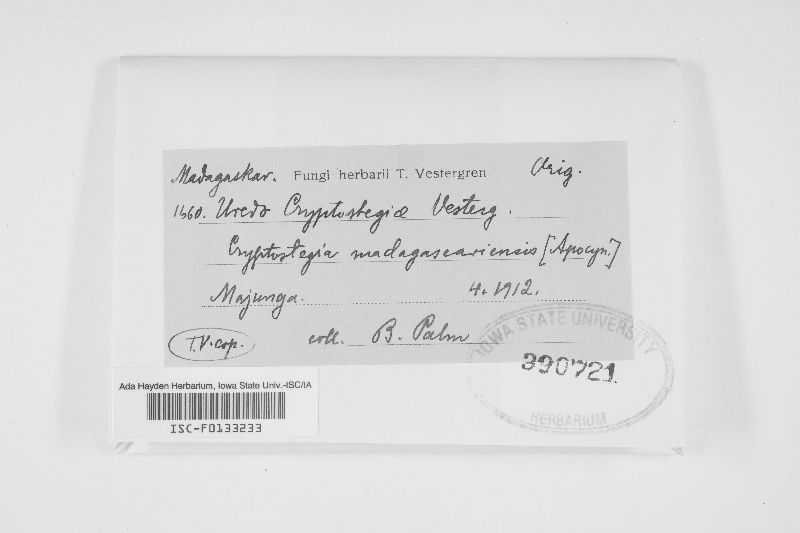 Madagaskar. Fungi herbarii T. Vestergren Orig.
1660. Uredo Cryptostegiæ Vesterg.
Cryptostegia madagascariensis [Apocyn.]
Majunga. 4. 1912.
T.V. cop. coll. B. Palm
IOWA STATE UNIVERSITY
390721
HERBARIUM
Ada Hayden Herbarium, Iowa State Univ.-ISC/IA
ISC-F0133233